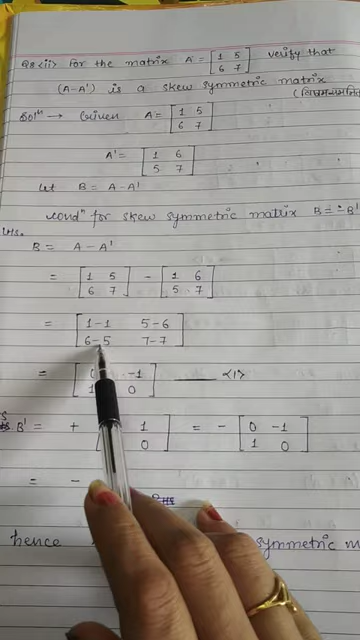 Q8<ii> for the matrix A = [1 5 verify that
6 7]
(A-A') is a skew symmetric matrix
Solⁿ → Given A = [1 5
6 7]
A' = [1 6
5 7]
let B = A - A'
condⁿ for skew symmetric matrix B = - B'
LHS.
B = A - A'
= [1 5 - [1 6
6 7] 5 7]
= [1-1 5-6
6-5 7-7]
= [0 -1 <1>
1 0]
B' = + 1 = - [0 -1
0] 1 0]
= -
hence symmetric